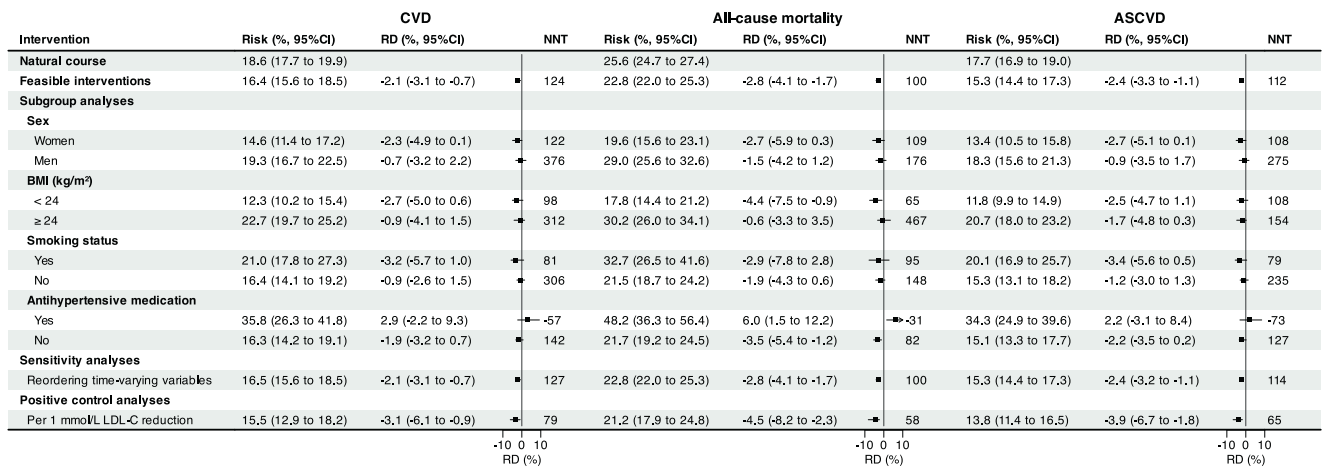 CVD All-cause mortality ASCVD
Intervention Risk (%, 95%CI) RD (%, 95%CI) NNT Risk (%, 95%CI) RD (%, 95%CI) NNT Risk (%, 95%CI) RD (%, 95%CI) NNT
Natural course 18.6 (17.7 to 19.9) 25.6 (24.7 to 27.4) 17.7 (16.9 to 19.0)
Feasible interventions 16.4 (15.6 to 18.5) -2.1 (-3.1 to -0.7) 124 22.8 (22.0 to 25.3) -2.8 (-4.1 to -1.7) 100 15.3 (14.4 to 17.3) -2.4 (-3.3 to -1.1) 112
Subgroup analyses
Sex
Women 14.6 (11.4 to 17.2) -2.3 (-4.9 to 0.1) 122 19.6 (15.6 to 23.1) -2.7 (-5.9 to 0.3) 109 13.4 (10.5 to 15.8) -2.7 (-5.1 to 0.1) 108
Men 19.3 (16.7 to 22.5) -0.7 (-3.2 to 2.2) 376 29.0 (25.6 to 32.6) -1.5 (-4.2 to 1.2) 176 18.3 (15.6 to 21.3) -0.9 (-3.5 to 1.7) 275
BMI (kg/m²)
< 24 12.3 (10.2 to 15.4) -2.7 (-5.0 to 0.6) 98 17.8 (14.4 to 21.2) -4.4 (-7.5 to -0.9) 65 11.8 (9.9 to 14.9) -2.5 (-4.7 to 1.1) 108
≥ 24 22.7 (19.7 to 25.2) -0.9 (-4.1 to 1.5) 312 30.2 (26.0 to 34.1) -0.6 (-3.3 to 3.5) 467 20.7 (18.0 to 23.2) -1.7 (-4.8 to 0.3) 154
Smoking status
Yes 21.0 (17.8 to 27.3) -3.2 (-5.7 to 1.0) 81 32.7 (26.5 to 41.6) -2.9 (-7.8 to 2.8) 95 20.1 (16.9 to 25.7) -3.4 (-5.6 to 0.5) 79
No 16.4 (14.1 to 19.2) -0.9 (-2.6 to 1.5) 306 21.5 (18.7 to 24.2) -1.9 (-4.3 to 0.6) 148 15.3 (13.1 to 18.2) -1.2 (-3.0 to 1.3) 235
Antihypertensive medication
Yes 35.8 (26.3 to 41.8) 2.9 (-2.2 to 9.3) -57 48.2 (36.3 to 56.4) 6.0 (1.5 to 12.2) -31 34.3 (24.9 to 39.6) 2.2 (-3.1 to 8.4) -73
No 16.3 (14.2 to 19.1) -1.9 (-3.2 to 0.7) 142 21.7 (19.2 to 24.5) -3.5 (-5.4 to -1.2) 82 15.1 (13.3 to 17.7) -2.2 (-3.5 to 0.2) 127
Sensitivity analyses
Reordering time-varying variables 16.5 (15.6 to 18.5) -2.1 (-3.1 to -0.7) 127 22.8 (22.0 to 25.3) -2.8 (-4.1 to -1.7) 100 15.3 (14.4 to 17.3) -2.4 (-3.2 to -1.1) 114
Positive control analyses
Per 1 mmol/L LDL-C reduction 15.5 (12.9 to 18.2) -3.1 (-6.1 to -0.9) 79 21.2 (17.9 to 24.8) -4.5 (-8.2 to -2.3) 58 13.8 (11.4 to 16.5) -3.9 (-6.7 to -1.8) 65
-10 0 10 -10 0 10 -10 0 10
RD (%) RD (%) RD (%)